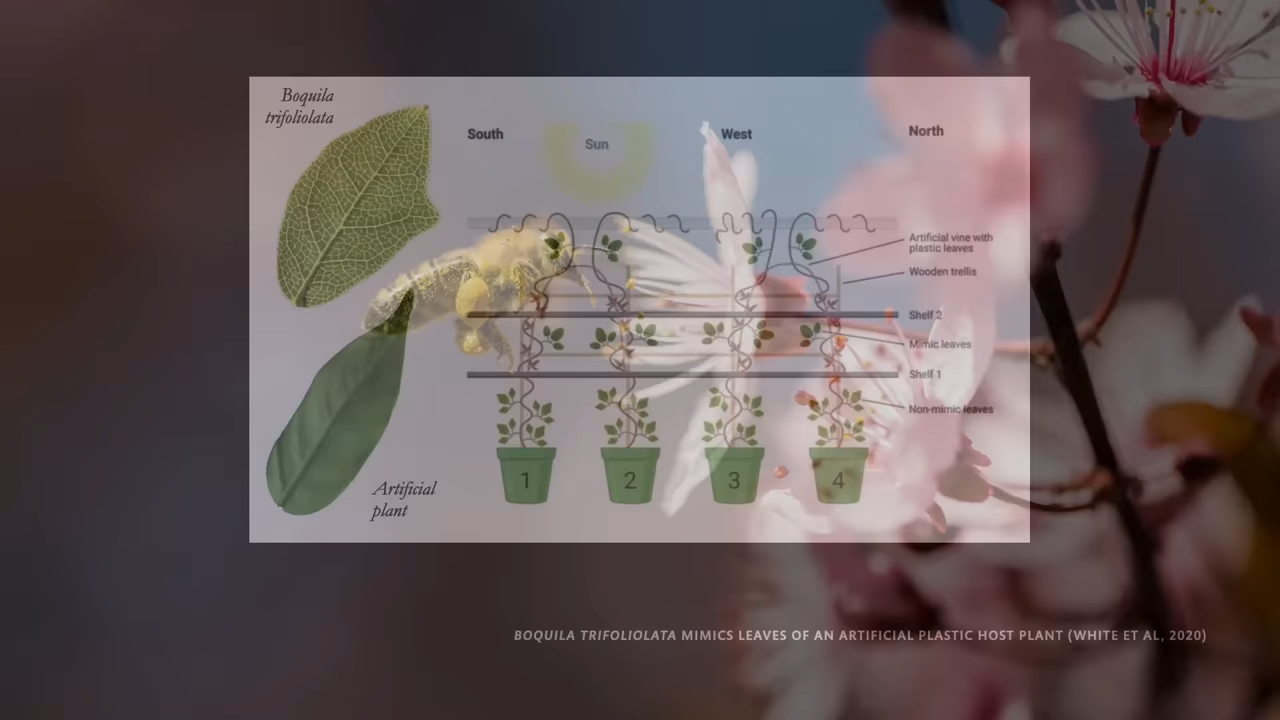 Boquila
trifoliolata
South
Sun
West
North
Artificial vine with
plastic leaves
Wooden trellis
Shelf 2
Mimic leaves
Shelf 1
Non-mimic leaves
1
2
3
4
Artificial
plant
BOQUILA TRIFOLIOLATA MIMICS LEAVES OF AN ARTIFICIAL PLASTIC HOST PLANT (WHITE ET AL, 2020)